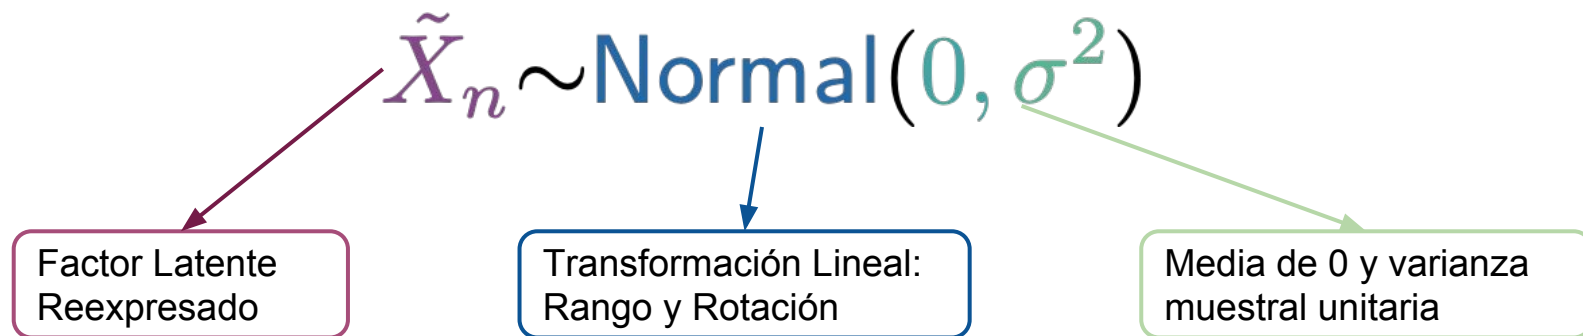 X̃ₙ ~ Normal(0, σ²)
Factor Latente
Reexpresado
Transformación Lineal:
Rango y Rotación
Media de 0 y varianza
muestral unitaria